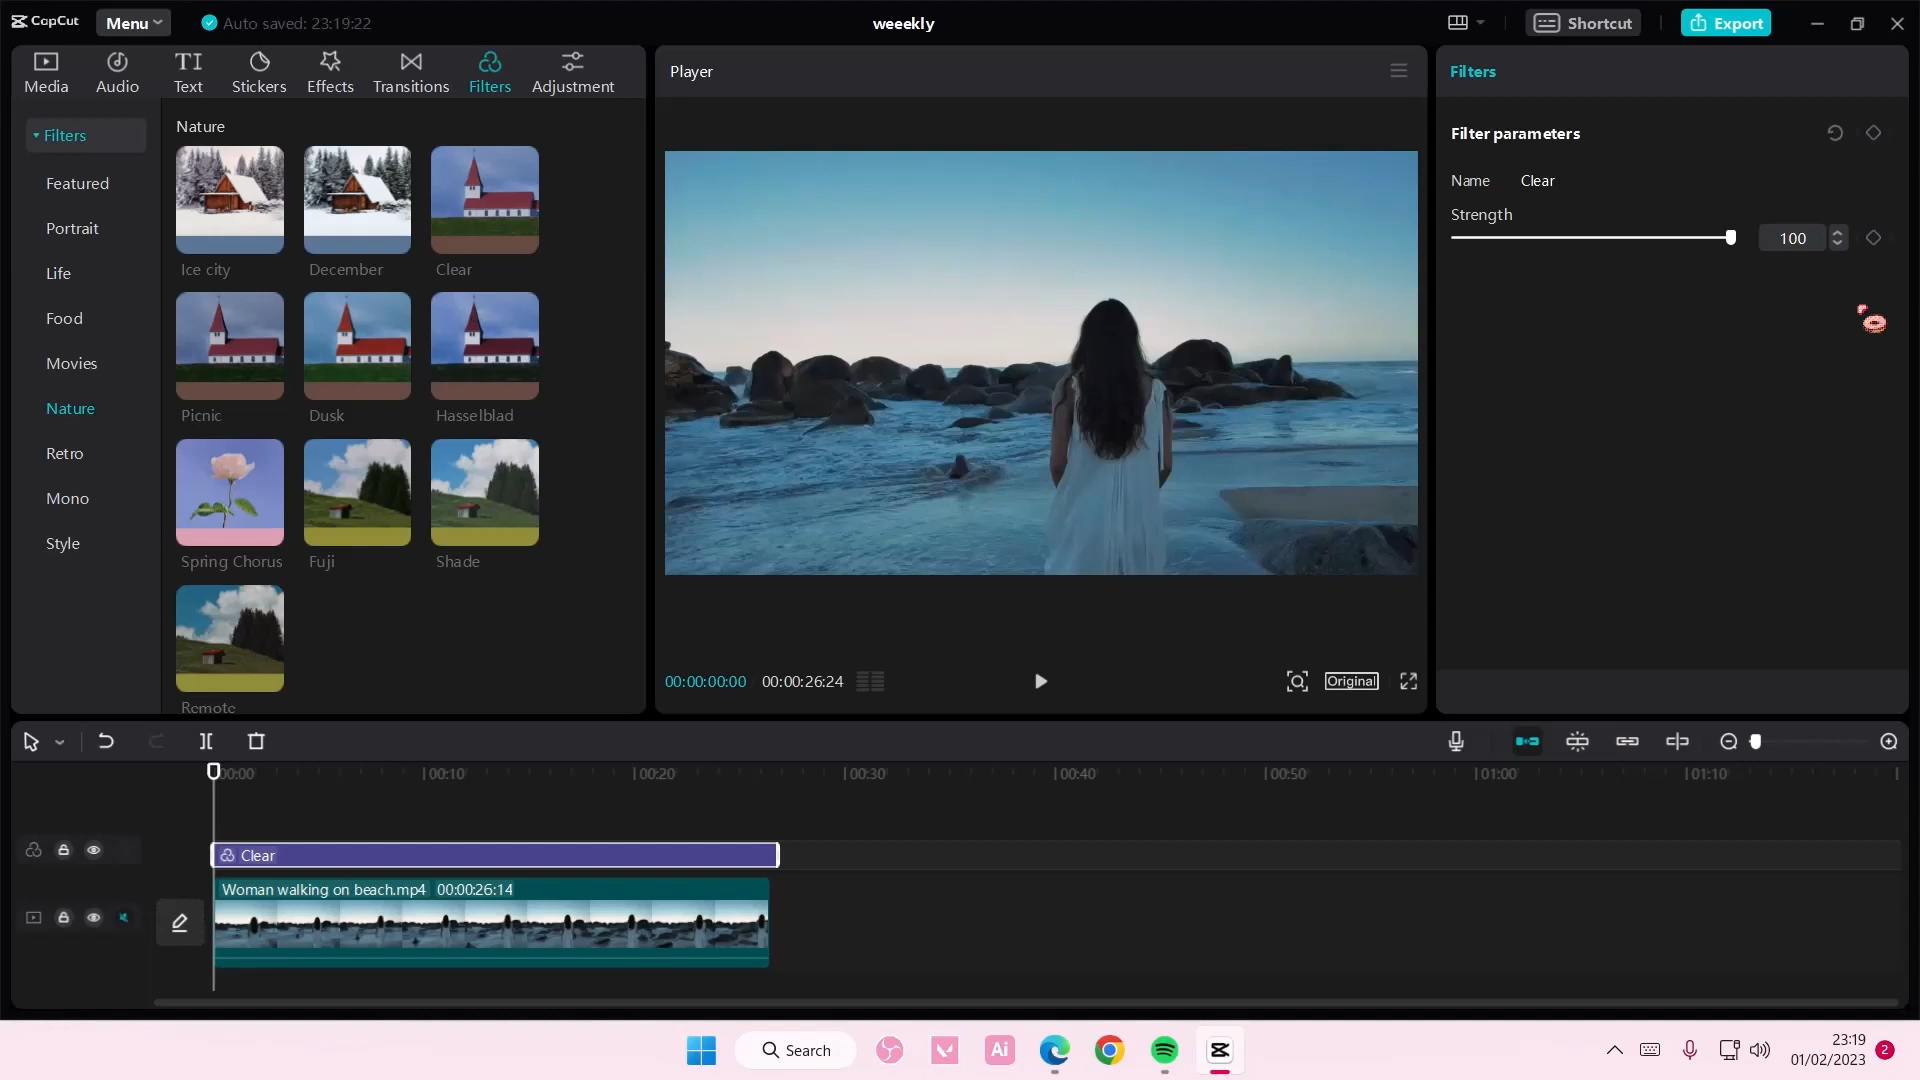 CapCut
Menu
Auto saved: 23:19:22
weeekly
Shortcut
Export
Media
Audio
Text
Stickers
Effects
Transitions
Filters
Adjustment
Filters
Featured
Portrait
Life
Food
Movies
Nature
Retro
Mono
Style
Nature
Ice city
December
Clear
Picnic
Dusk
Hasselblad
Spring Chorus
Fuji
Shade
Remote
Player
00:00:00:00
00:00:26:24
Original
Filters
Filter parameters
Name Clear
Strength
100
00:00
00:10
00:20
00:30
00:40
00:50
01:00
01:10
Clear
Woman walking on beach.mp4 00:00:26:14
Search
Ai
23:19
01/02/2023
2